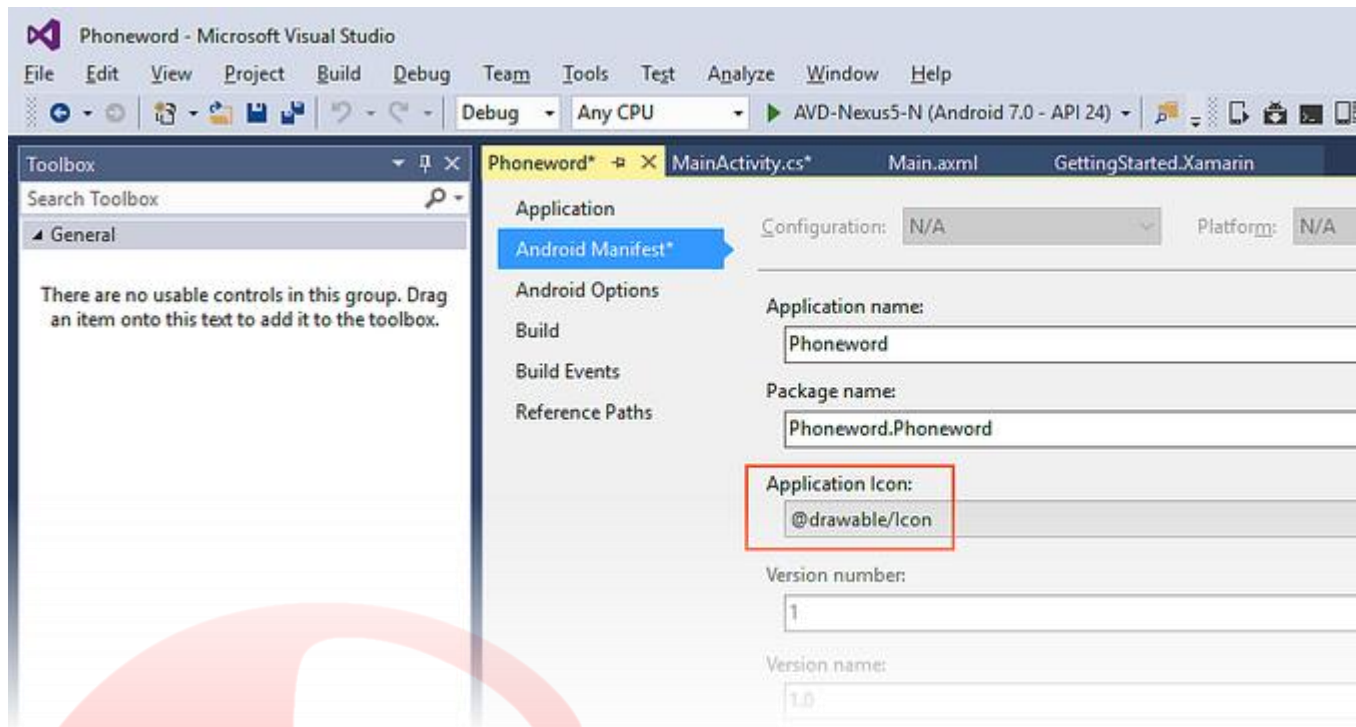 Phoneword - Microsoft Visual Studio
File Edit View Project Build Debug Team Tools Test Analyze Window Help
Debug Any CPU AVD-Nexus5-N (Android 7.0 - API 24)
Toolbox
Phoneword* MainActivity.cs* Main.axml GettingStarted.Xamarin
Search Toolbox
General
There are no usable controls in this group. Drag
an item onto this text to add it to the toolbox.
Application
Android Manifest*
Android Options
Build
Build Events
Reference Paths
Configuration: N/A Platform: N/A
Application name:
Phoneword
Package name:
Phoneword.Phoneword
Application Icon:
@drawable/Icon
Version number:
1
Version name:
1.0